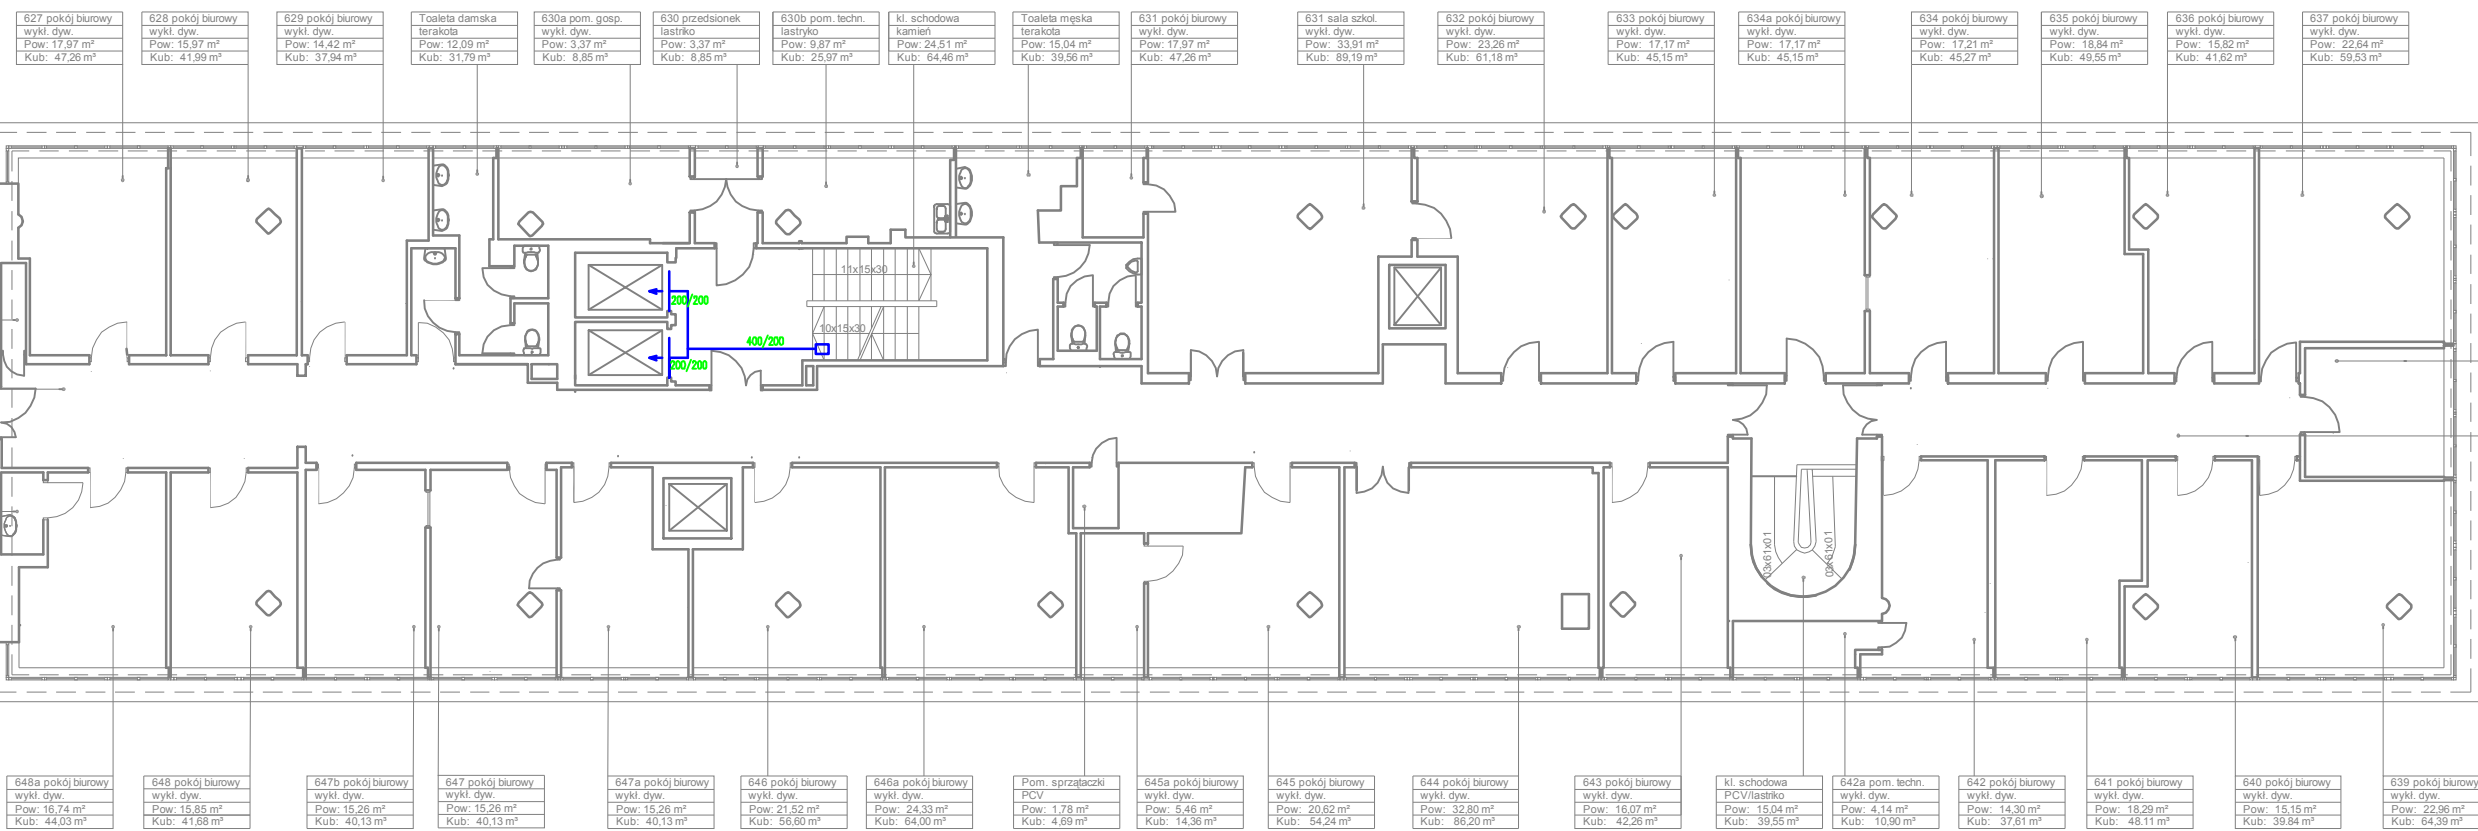 627 pokój biurowy
wykł. dyw.
Pow: 17,97 m²
Kub: 47,26 m³
628 pokój biurowy
wykł. dyw.
Pow: 15,97 m²
Kub: 41,99 m³
629 pokój biurowy
wykł. dyw.
Pow: 14,42 m²
Kub: 37,94 m³
Toaleta damska
terakota
Pow: 12,09 m²
Kub: 31,79 m³
630a pom. gosp.
wykł. dyw.
Pow: 3,37 m²
Kub: 8,85 m³
630 przedsionek
lastriko
Pow: 3,37 m²
Kub: 8,85 m³
630b pom. techn.
lastryko
Pow: 9,87 m²
Kub: 25,97 m³
kl. schodowa
kamień
Pow: 24,51 m²
Kub: 64,46 m³
Toaleta męska
terakota
Pow: 15,04 m²
Kub: 39,56 m³
631 pokój biurowy
wykł. dyw.
Pow: 17,97 m²
Kub: 47,26 m³
631 sala szkol.
wykł. dyw.
Pow: 33,91 m²
Kub: 89,19 m³
632 pokój biurowy
wykł. dyw.
Pow: 23,26 m²
Kub: 61,18 m³
633 pokój biurowy
wykł. dyw.
Pow: 17,17 m²
Kub: 45,15 m³
634a pokój biurowy
wykł. dyw.
Pow: 17,17 m²
Kub: 45,15 m³
634 pokój biurowy
wykł. dyw.
Pow: 17,21 m²
Kub: 45,27 m³
635 pokój biurowy
wykł. dyw.
Pow: 18,84 m²
Kub: 49,55 m³
636 pokój biurowy
wykł. dyw.
Pow: 15,82 m²
Kub: 41,62 m³
637 pokój biurowy
wykł. dyw.
Pow: 22,64 m²
Kub: 59,53 m³
11x15x30
200/200
10x15x30
400/200
200/200
03x61x01
03x61x01
648a pokój biurowy
wykł. dyw.
Pow: 16,74 m²
Kub: 44,03 m³
648 pokój biurowy
wykł. dyw.
Pow: 15,85 m²
Kub: 41,68 m³
647b pokój biurowy
wykł. dyw.
Pow: 15,26 m²
Kub: 40,13 m³
647 pokój biurowy
wykł. dyw.
Pow: 15,26 m²
Kub: 40,13 m³
647a pokój biurowy
wykł. dyw.
Pow: 15,26 m²
Kub: 40,13 m³
646 pokój biurowy
wykł. dyw.
Pow: 21,52 m²
Kub: 56,60 m³
646a pokój biurowy
wykł. dyw.
Pow: 24,33 m²
Kub: 64,00 m³
Pom. sprzątaczki
PCV
Pow: 1,78 m²
Kub: 4,69 m³
645a pokój biurowy
wykł. dyw.
Pow: 5,46 m²
Kub: 14,36 m³
645 pokój biurowy
wykł. dyw.
Pow: 20,62 m²
Kub: 54,24 m³
644 pokój biurowy
wykł. dyw.
Pow: 32,80 m²
Kub: 86,20 m³
643 pokój biurowy
wykł. dyw.
Pow: 16,07 m²
Kub: 42,26 m³
kl. schodowa
PCV/lastriko
Pow: 15,04 m²
Kub: 39,55 m³
642a pom. techn.
wykł. dyw.
Pow: 4,14 m²
Kub: 10,90 m³
642 pokój biurowy
wykł. dyw.
Pow: 14,30 m²
Kub: 37,61 m³
641 pokój biurowy
wykł. dyw.
Pow: 18,29 m²
Kub: 48.11 m³
640 pokój biurowy
wykł. dyw.
Pow: 15,15 m²
Kub: 39.84 m³
639 pokój biurowy
wykł. dyw.
Pow: 22,96 m²
Kub: 64,39 m³